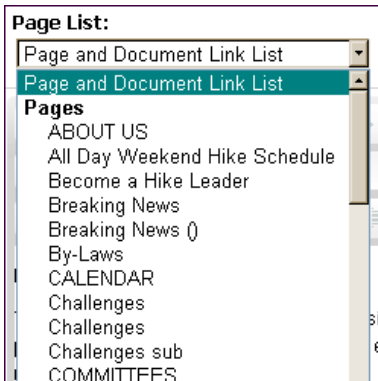 Page List:
Page and Document Link List
Page and Document Link List
Pages
ABOUT US
All Day Weekend Hike Schedule
Become a Hike Leader
Breaking News
Breaking News ()
By-Laws
CALENDAR
Challenges
Challenges
Challenges sub
COMMITTEES